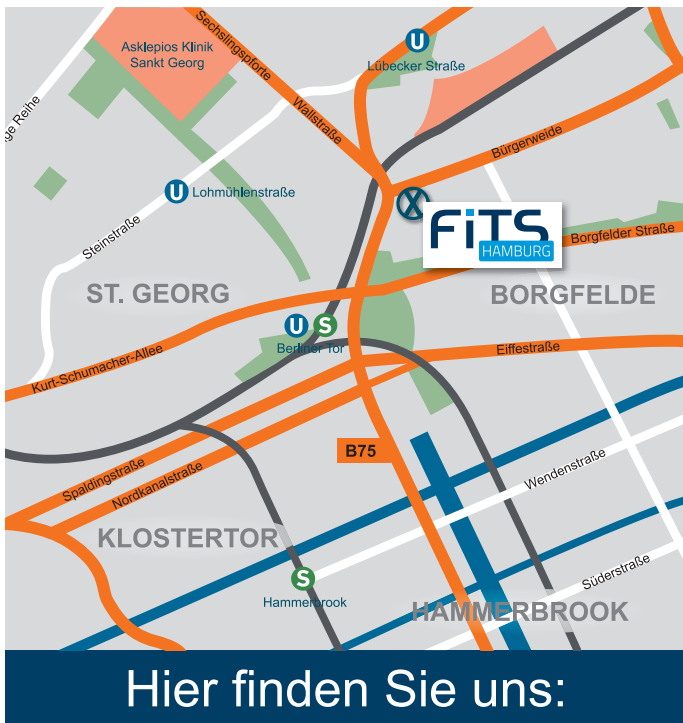 Asklepios Klinik
Sankt Georg
Sechslingspforte
U
Lübecker Straße
ge Reihe
Wallstraße
Bürgerweide
U Lohmühlenstraße
X
FiTS
HAMBURG
Steinstraße
Borgfelder Straße
ST. GEORG
BORGFELDE
U S
Berliner Tor
Eiffestraße
Kurt-Schumacher-Allee
B75
Spaldingstraße
Nordkanalstraße
Wendenstraße
KLOSTERTOR
S
Hammerbrook
Süderstraße
HAMMERBROOK
Hier finden Sie uns: